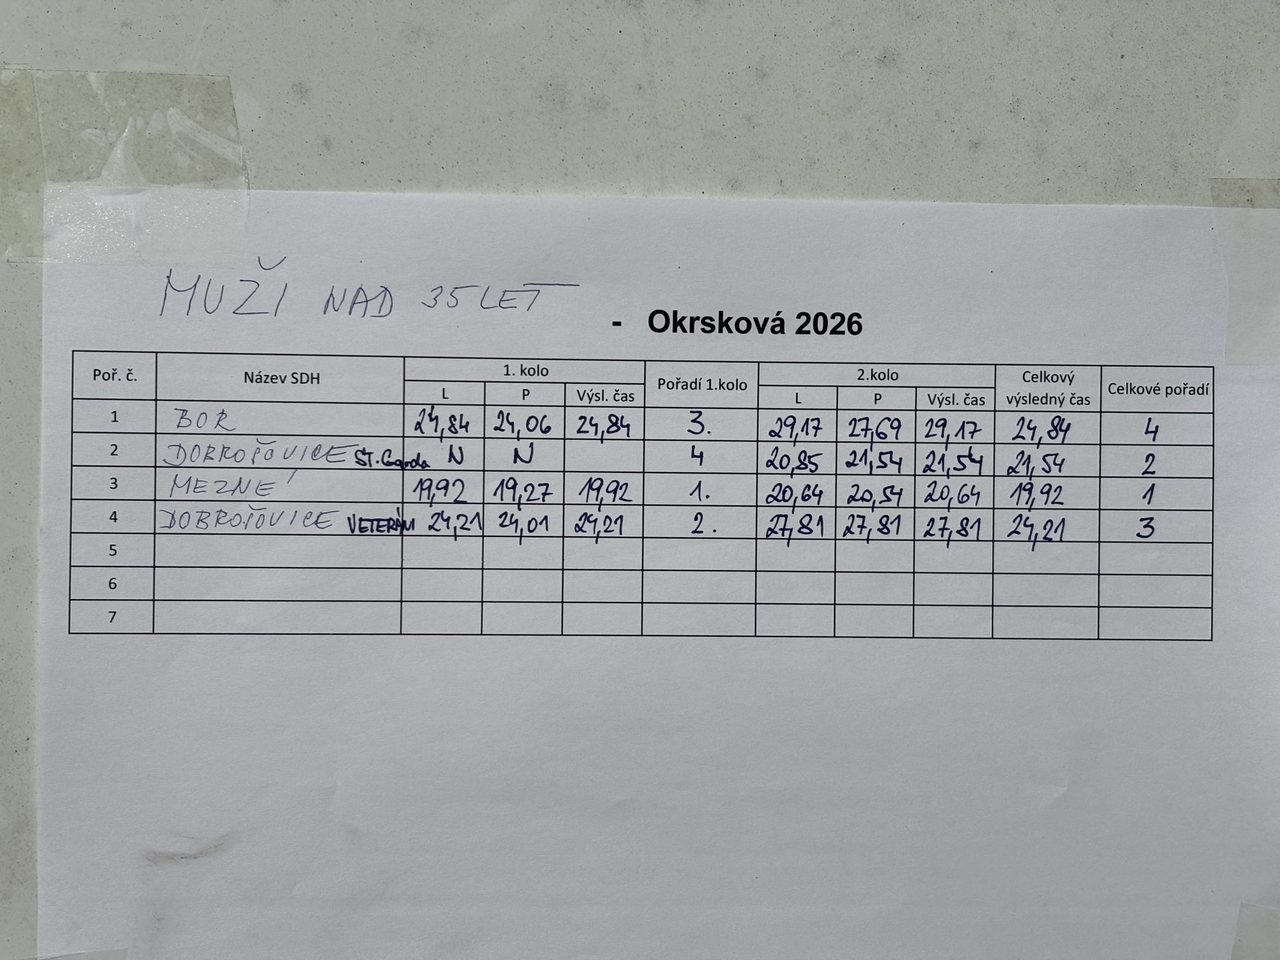 MUŽI NAD 35 LET
- Okrsková 2026
Poř. č. Název SDH 1. kolo Pořadí 1.kolo 2.kolo Celkový výsledný čas Celkové pořadí
L P Výsl. čas L P Výsl. čas
1 BOR 24,84 24,06 24,84 3. 29,17 27,69 29,17 24,84 4
2 DOBROŤOVICE ST. Garda N N 4 20,85 21,54 21,54 21,54 2
3 MEZNÉ 19,92 19,27 19,92 1. 20,64 20,54 20,64 19,92 1
4 DOBROŤOVICE VETERÁNI 24,21 24,01 24,21 2. 27,81 27,81 27,81 24,21 3
5
6
7